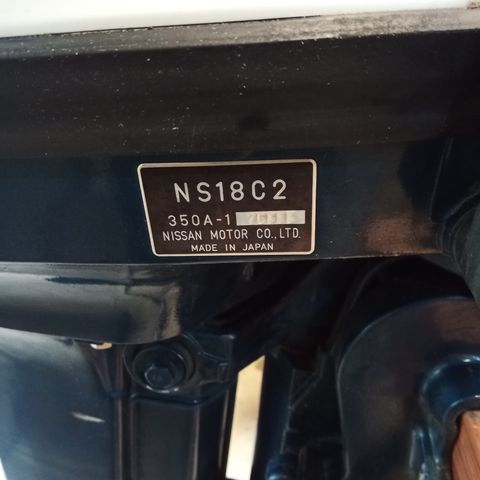 NS18C2
350A-1
NISSAN MOTOR CO.,LTD.
MADE IN JAPAN